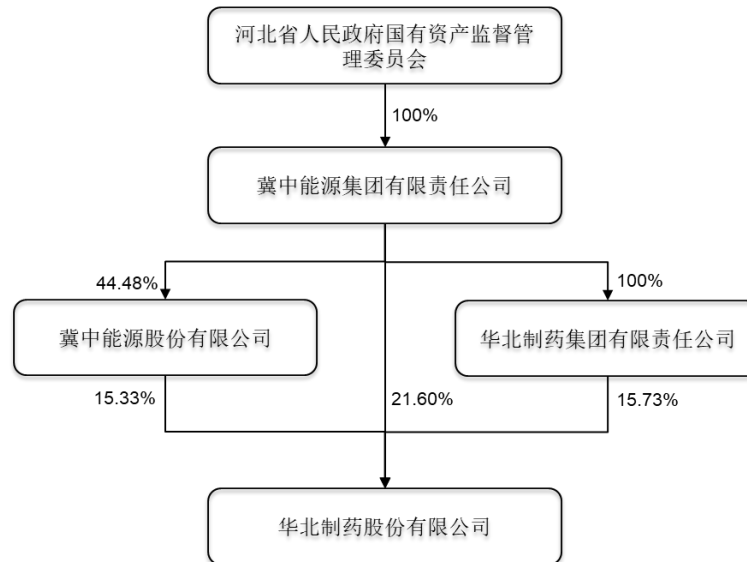 河北省人民政府国有资产监督管
理委员会
100%
冀中能源集团有限责任公司
44.48%
100%
冀中能源股份有限公司
华北制药集团有限责任公司
15.33%
21.60%
15.73%
华北制药股份有限公司